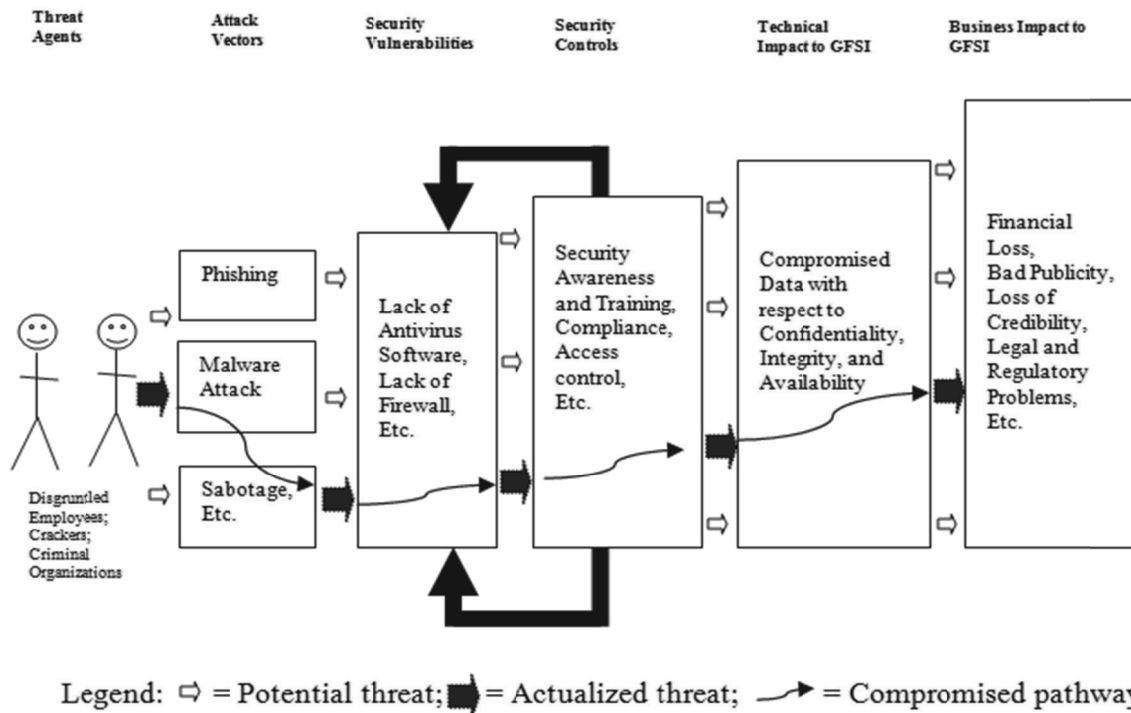 Threat
Agents
Attack
Vectors
Security
Vulnerabilities
Security
Controls
Technical
Impact to GFSI
Business Impact to
GFSI
Disgruntled
Employees;
Crackers;
Criminal
Organizations
Phishing
Malware
Attack
Sabotage,
Etc.
Lack of
Antivirus
Software,
Lack of
Firewall,
Etc.
Security
Awareness
and Training,
Compliance,
Access
control,
Etc.
Compromised
Data with
respect to
Confidentiality,
Integrity, and
Availability
Financial
Loss,
Bad Publicity,
Loss of
Credibility,
Legal and
Regulatory
Problems,
Etc.
Legend: = Potential threat; = Actualized threat; = Compromised pathway